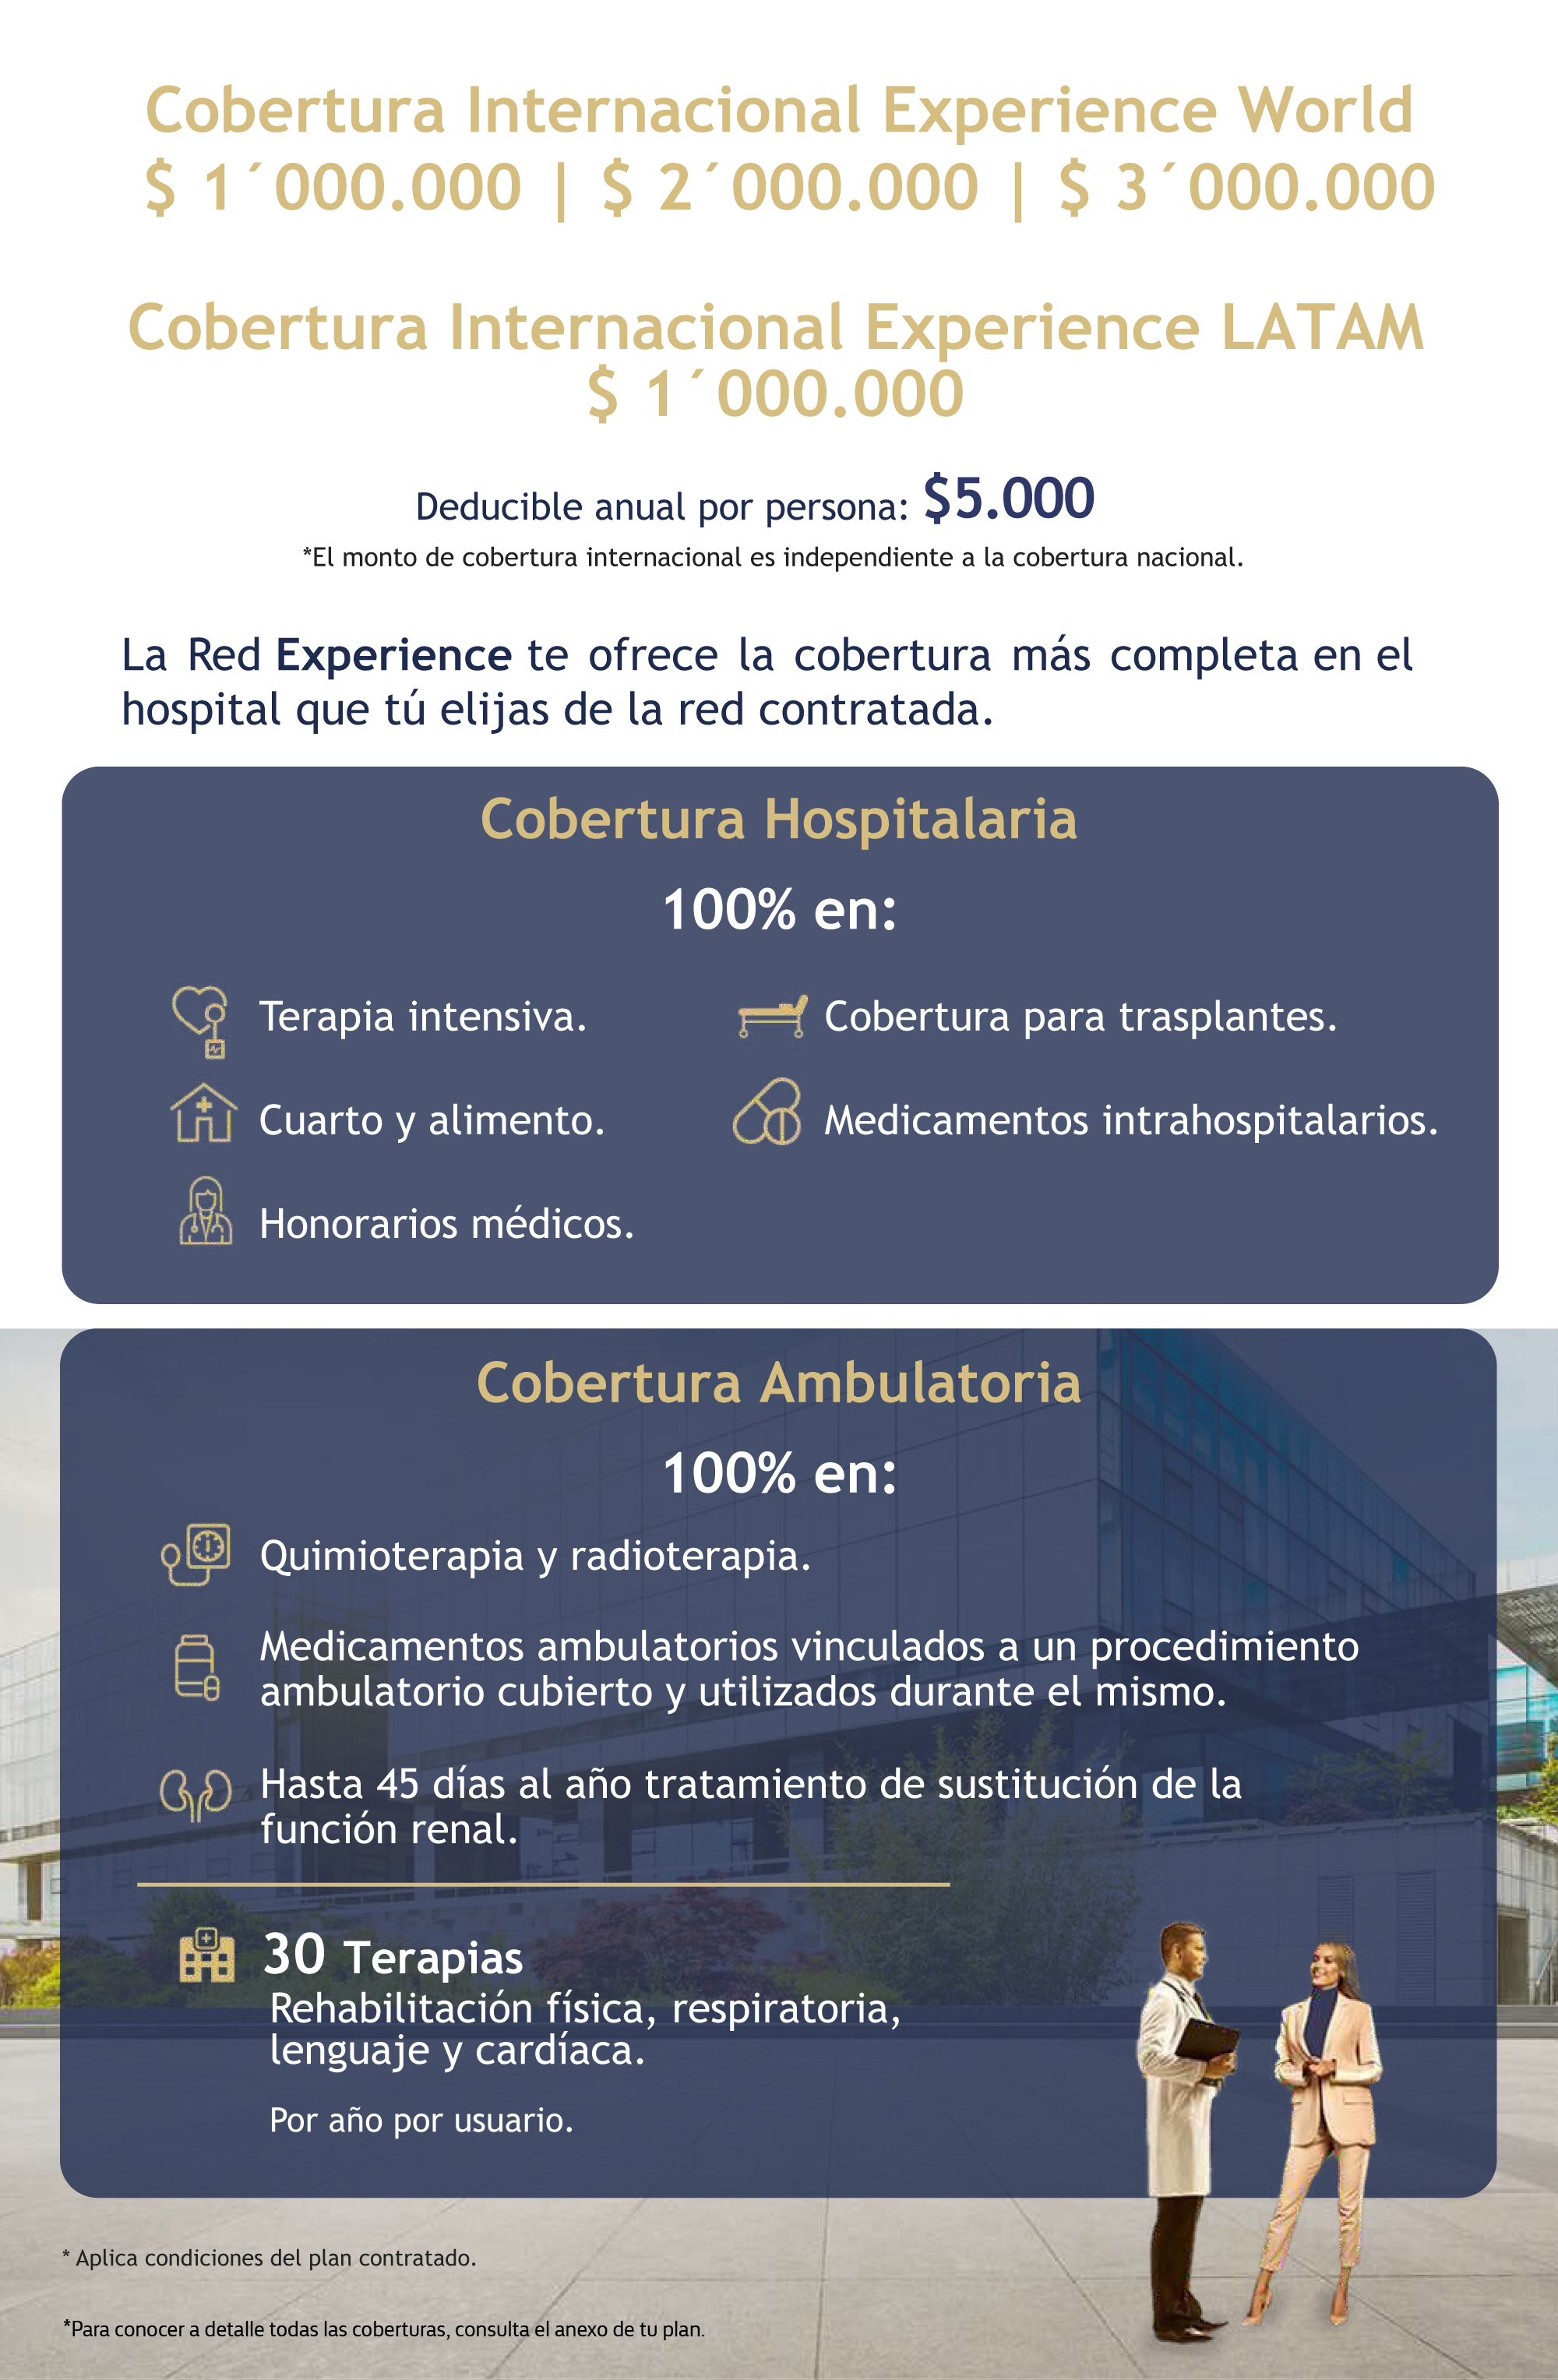 Cobertura Internacional Experience World
$ 1´000.000 | $ 2´000.000 | $ 3´000.000
Cobertura Internacional Experience LATAM
$ 1´000.000
Deducible anual por persona: $5.000
*El monto de cobertura internacional es independiente a la cobertura nacional.
La Red Experience te ofrece la cobertura más completa en el
hospital que tú elijas de la red contratada.
Cobertura Hospitalaria
100% en:
Terapia intensiva.
Cobertura para trasplantes.
Cuarto y alimento.
Medicamentos intrahospitalarios.
Honorarios médicos.
Cobertura Ambulatoria
100% en:
Quimioterapia y radioterapia.
Medicamentos ambulatorios vinculados a un procedimiento
ambulatorio cubierto y utilizados durante el mismo.
Hasta 45 días al año tratamiento de sustitución de la
función renal.
30 Terapias
Rehabilitación física, respiratoria,
lenguaje y cardíaca.
Por año por usuario.
* Aplica condiciones del plan contratado.
*Para conocer a detalle todas las coberturas, consulta el anexo de tu plan.